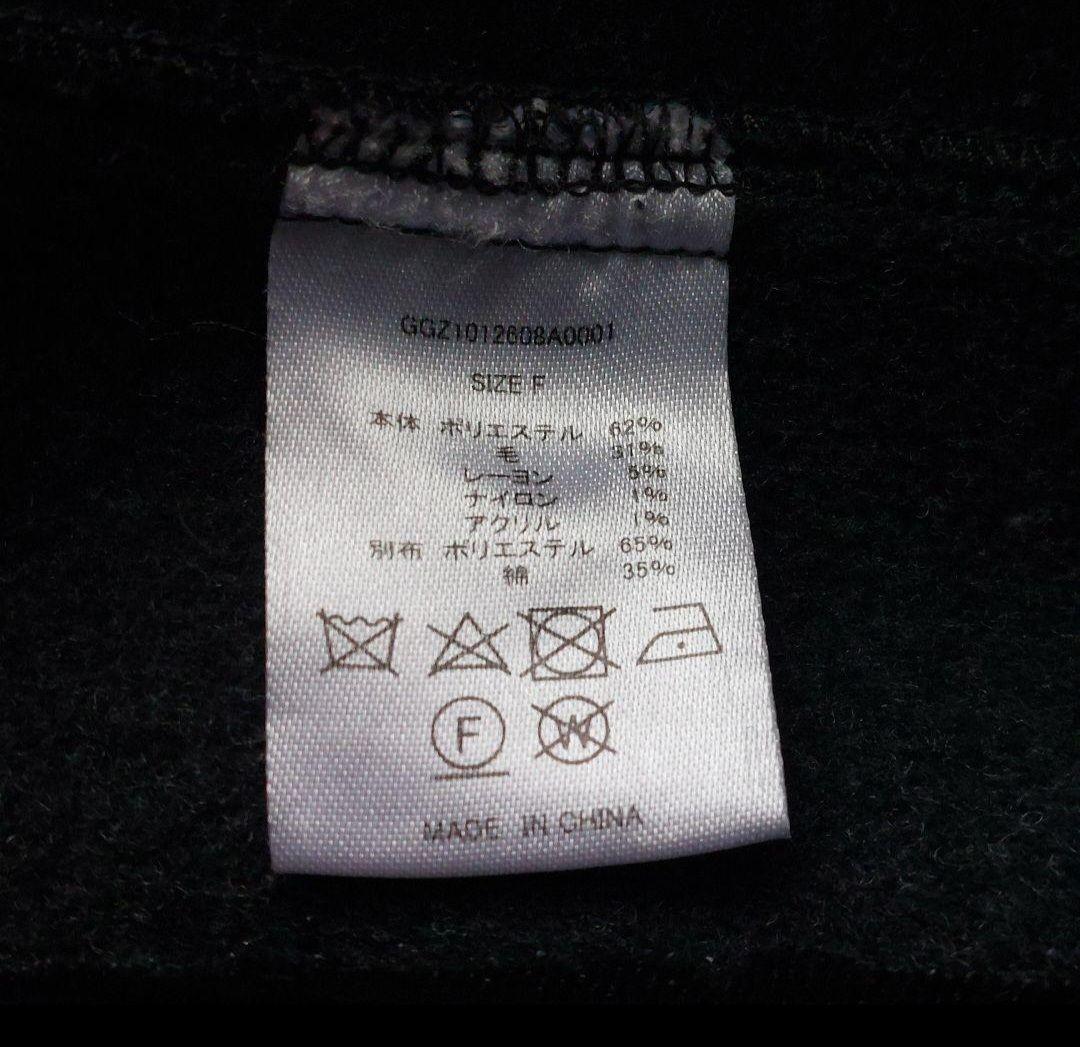 GGZ1012608A0001
SIZE F
本体 ポリエステル 62%
毛 31%
レーヨン 5%
ナイロン 1%
アクリル 1%
別布 ポリエステル 65%
綿 35%
F W
MADE IN CHINA